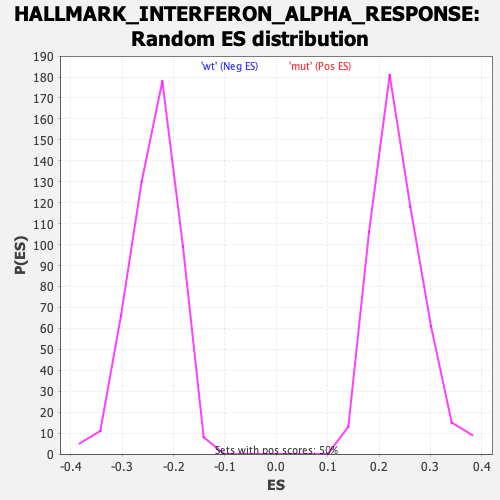 HALLMARK_INTERFERON_ALPHA_RESPONSE:
Random ES distribution
'wt' (Neg ES) 'mut' (Pos ES)
190
180
170
160
150
140
130
120
110
100
90
80
70
60
50
40
30
20
10
0
P(ES)
Sets with pos scores: 50%
-0.4 -0.3 -0.2 -0.1 0.0 0.1 0.2 0.3 0.4
ES